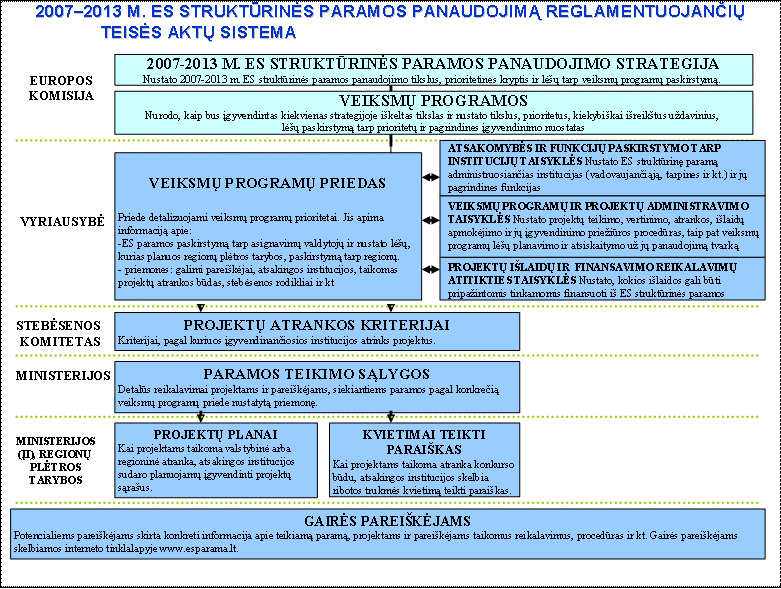 2007–2013 M. ES STRUKTŪRINĖS PARAMOS PANAUDOJIMĄ REGLAMENTUOJANČIŲ
TEISĖS AKTŲ SISTEMA
EUROPOS
KOMISIJA
2007-2013 M. ES STRUKTŪRINĖS PARAMOS PANAUDOJIMO STRATEGIJA
Nustato 2007-2013 m. ES struktūrinės paramos panaudojimo tikslus, prioritetines kryptis ir lėšų tarp veiksmų programų paskirstymą.
VEIKSMŲ PROGRAMOS
Nurodo, kaip bus įgyvendintas kiekvienas strategijoje iškeltas tikslas ir nustato tikslus, prioritetus, kiekybiškai išreikštus uždavinius,
lėšų paskirstymą tarp prioritetų ir pagrindines įgyvendinimo nuostatas
VYRIAUSYBĖ
VEIKSMŲ PROGRAMŲ PRIEDAS
Priede detalizuojami veiksmų programų prioritetai. Jis apima
informaciją apie:
-ES paramos paskirstymą tarp asignavimų valdytojų ir nustato lėšų,
kurias planuos regionų plėtros tarybos, paskirstymą tarp regionų.
- priemones: galimi pareiškėjai, atsakingos institucijos, taikomas
projektų atrankos būdas, stebėsenos rodikliai ir kt
ATSAKOMYBĖS IR FUNKCIJŲ PASKIRSTYMO TARP
INSTITUCIJŲ TAISYKLĖS Nustato ES struktūrinę paramą
administruosiančias institucijas (vadovaujančiąją, tarpines ir kt.) ir jų
pagrindines funkcijas
VEIKSMŲ PROGRAMŲ IR PROJEKTŲ ADMINISTRAVIMO
TAISYKLĖS Nustato projektų teikimo, vertinimo, atrankos, išlaidų
apmokėjimo ir jų įgyvendinimo priežiūros procedūras, taip pat veiksmų
programų lėšų planavimo ir atsiskaitymo už jų panaudojimą tvarką
PROJEKTŲ IŠLAIDŲ IR FINANSAVIMO REIKALAVIMŲ
ATITIKTIES TAISYKLĖS Nustato, kokios išlaidos gali būti
pripažintomis tinkamomis finansuoti iš ES struktūrinės paramos
STEBĖSENOS
KOMITETAS
PROJEKTŲ ATRANKOS KRITERIJAI
Kriterijai, pagal kuriuos įgyvendinančiosios institucijos atrinks projektus.
MINISTERIJOS
PARAMOS TEIKIMO SĄLYGOS
Detalūs reikalavimai projektams ir pareiškėjams, siekiantiems paramos pagal konkrečią
veiksmų programų priede nustatytą priemonę.
MINISTERIJOS
(II), REGIONŲ
PLĖTROS
TARYBOS
PROJEKTŲ PLANAI
Kai projektams taikoma valstybinė arba
regioninė atranka, atsakingos institucijos
sudaro planuojamų įgyvendinti projektų
sąrašus.
KVIETIMAI TEIKTI
PARAIŠKAS
Kai projektams taikoma atranka konkurso
būdu, atsakingos institucijos skelbia
ribotos trukmės kvietimą teikti paraiškas.
GAIRĖS PAREIŠKĖJAMS
Potencialiems pareiškėjams skirta konkreti informacija apie teikiamą paramą, projektams ir pareiškėjams taikomus reikalavimus, procedūras ir kt. Gairės pareiškėjams
skelbiamos interneto tinklalapyje www.esparama.lt.